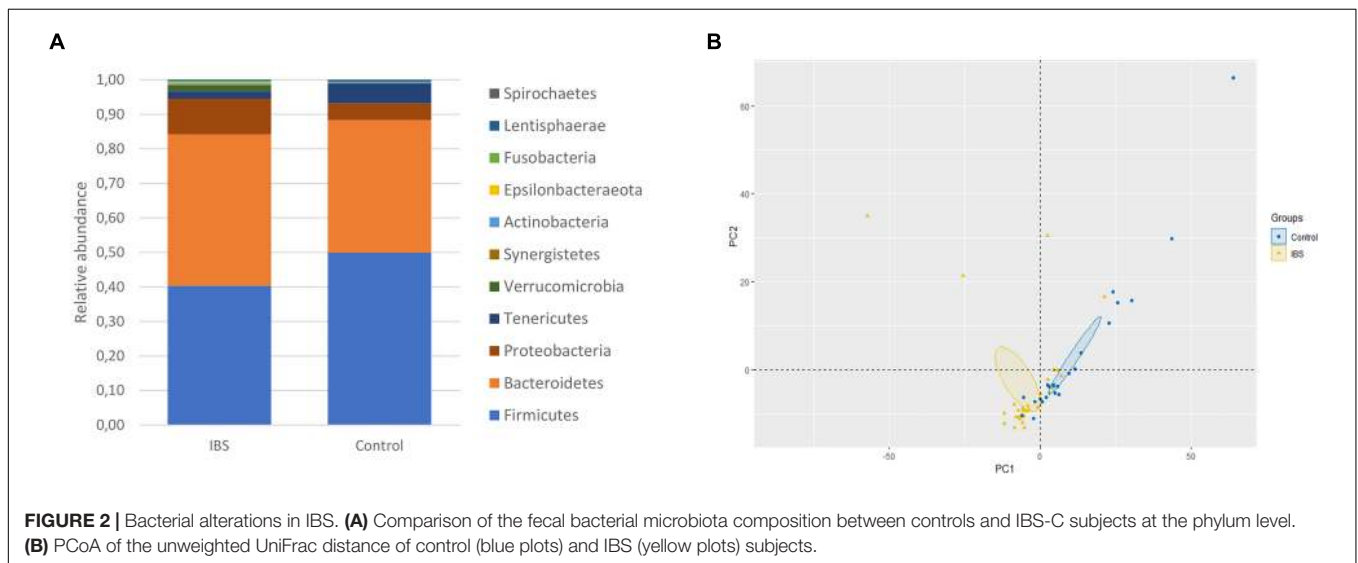 A
1,00
0,90
0,80
0,70
0,60
0,50
0,40
0,30
0,20
0,10
0,00
Relative abundance
IBS
Control
Spirochaetes
Lentisphaerae
Fusobacteria
Epsilonbacteraeota
Actinobacteria
Synergistetes
Verrucomicrobia
Tenericutes
Proteobacteria
Bacteroidetes
Firmicutes
B
60
40
20
0
PC2
-50
0
50
PC1
Groups
Control
IBS
FIGURE 2 | Bacterial alterations in IBS. (A) Comparison of the fecal bacterial microbiota composition between controls and IBS-C subjects at the phylum level.
(B) PCoA of the unweighted UniFrac distance of control (blue plots) and IBS (yellow plots) subjects.